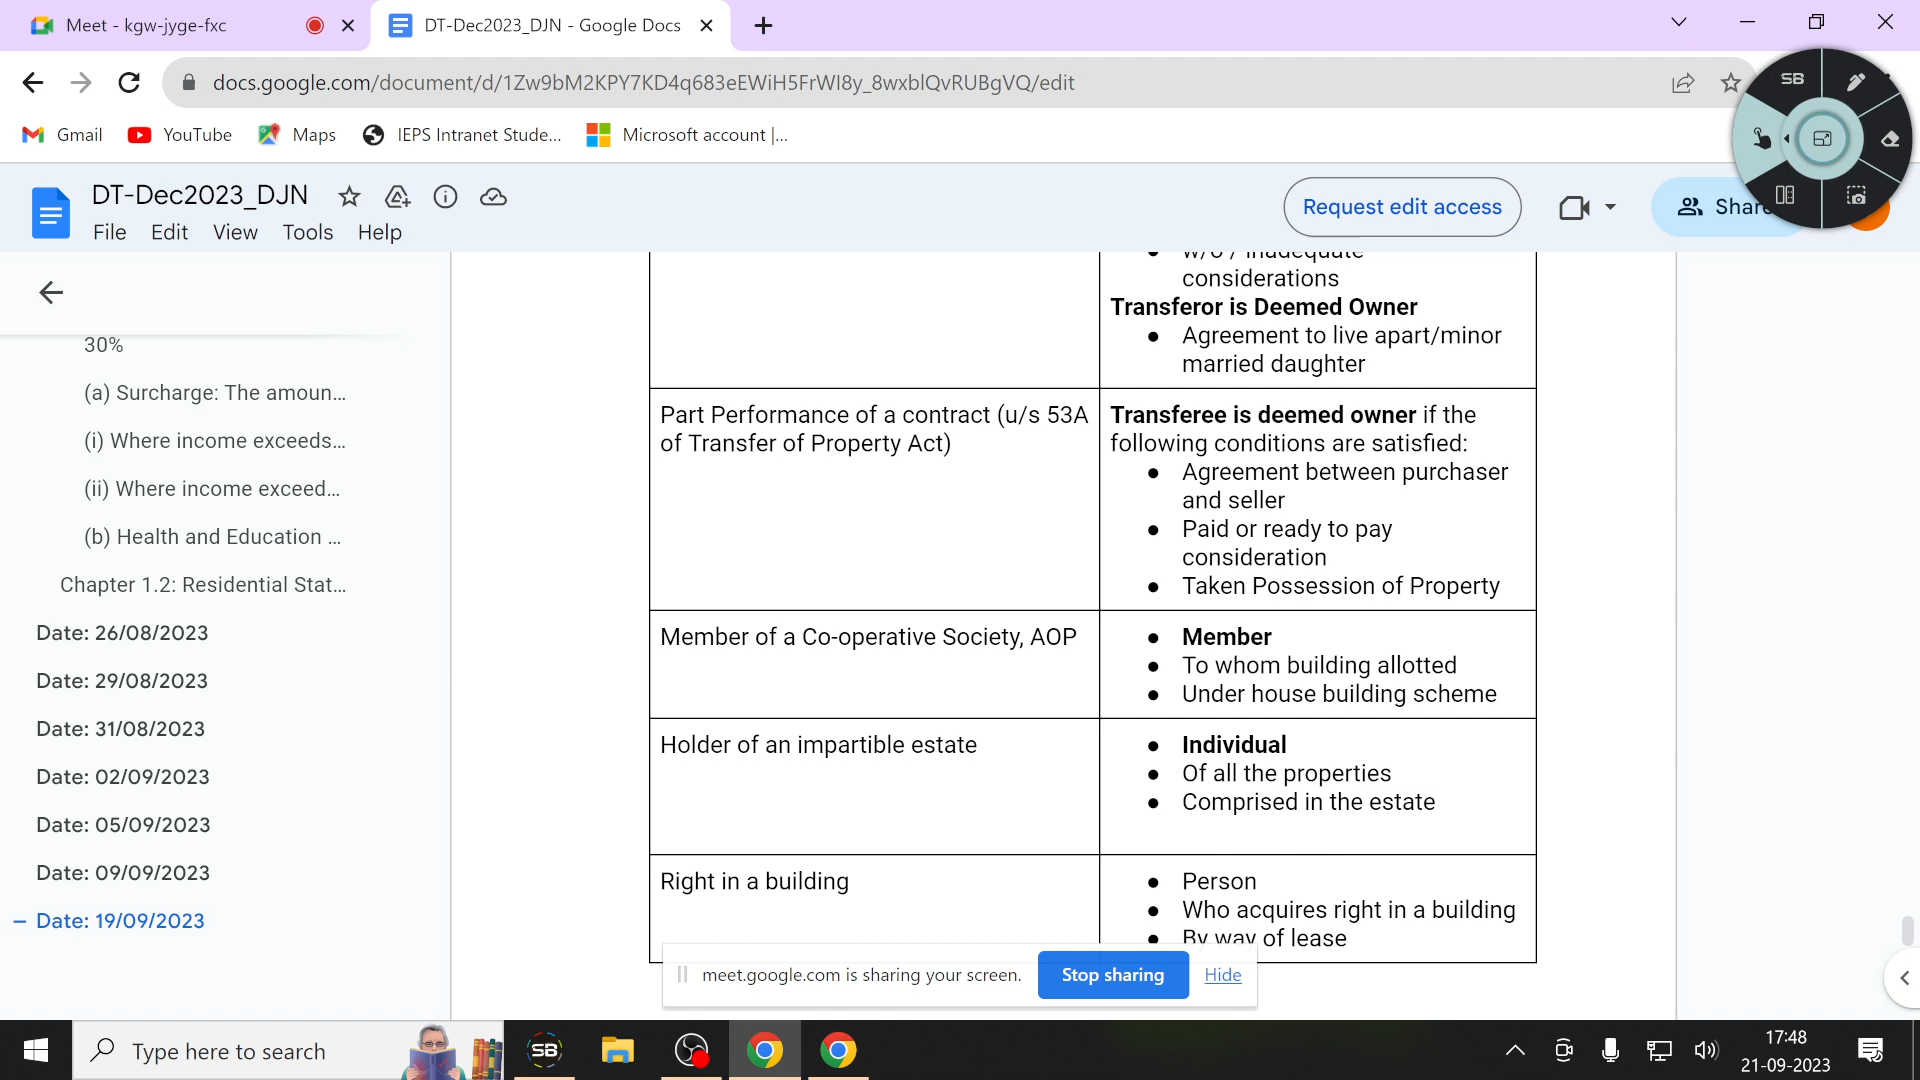 Meet - kgw-jyge-fxc
DT-Dec2023_DJN - Google Docs
docs.google.com/document/d/1Zw9bM2KPY7KD4q683eEWiH5FrWI8y_8wxblQvRUBgVQ/edit
Gmail
YouTube
Maps
IEPS Intranet Stude...
Microsoft account |...
SB
DT-Dec2023_DJN
File Edit View Tools Help
Request edit access
Share
30%
(a) Surcharge: The amoun...
(i) Where income exceeds...
(ii) Where income exceed...
(b) Health and Education ...
Chapter 1.2: Residential Stat...
Date: 26/08/2023
Date: 29/08/2023
Date: 31/08/2023
Date: 02/09/2023
Date: 05/09/2023
Date: 09/09/2023
Date: 19/09/2023
● w/o / inadequate
considerations
Transferor is Deemed Owner
● Agreement to live apart/minor
married daughter
Part Performance of a contract (u/s 53A
of Transfer of Property Act)
Transferee is deemed owner if the
following conditions are satisfied:
● Agreement between purchaser
and seller
● Paid or ready to pay
consideration
● Taken Possession of Property
Member of a Co-operative Society, AOP
● Member
● To whom building allotted
● Under house building scheme
Holder of an impartible estate
● Individual
● Of all the properties
● Comprised in the estate
Right in a building
● Person
● Who acquires right in a building
● By way of lease
meet.google.com is sharing your screen.
Stop sharing
Hide
Type here to search
SB
17:48
21-09-2023